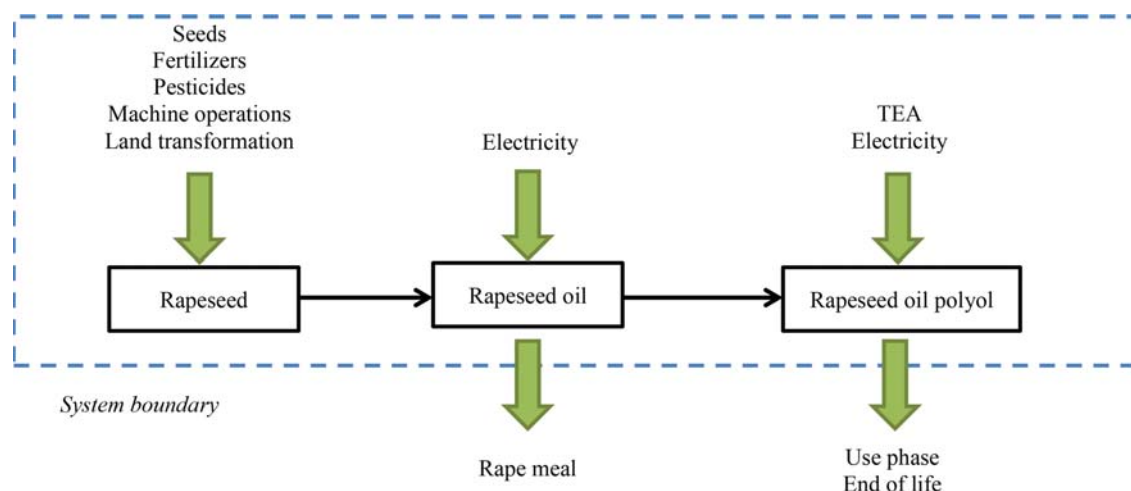 Seeds
Fertilizers
Pesticides
Machine operations
Land transformation
Electricity
TEA
Electricity
Rapeseed
Rapeseed oil
Rapeseed oil polyol
System boundary
Rape meal
Use phase
End of life